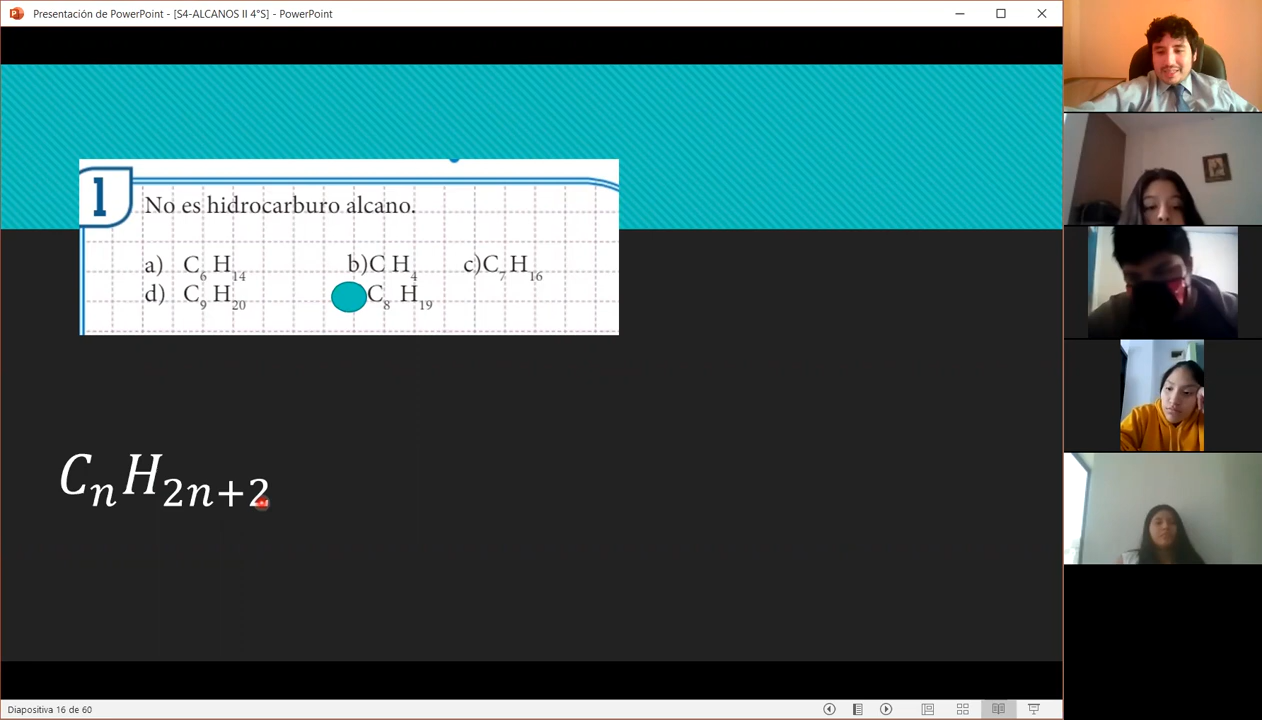 Presentación de PowerPoint - [S4-ALCANOS II 4°S] - PowerPoint
1
No es hidrocarburo alcano.
a) C6 H14 b)C H4 c)C7 H16
d) C9 H20 C8 H19
CnH2n+2
Diapositiva 16 de 60